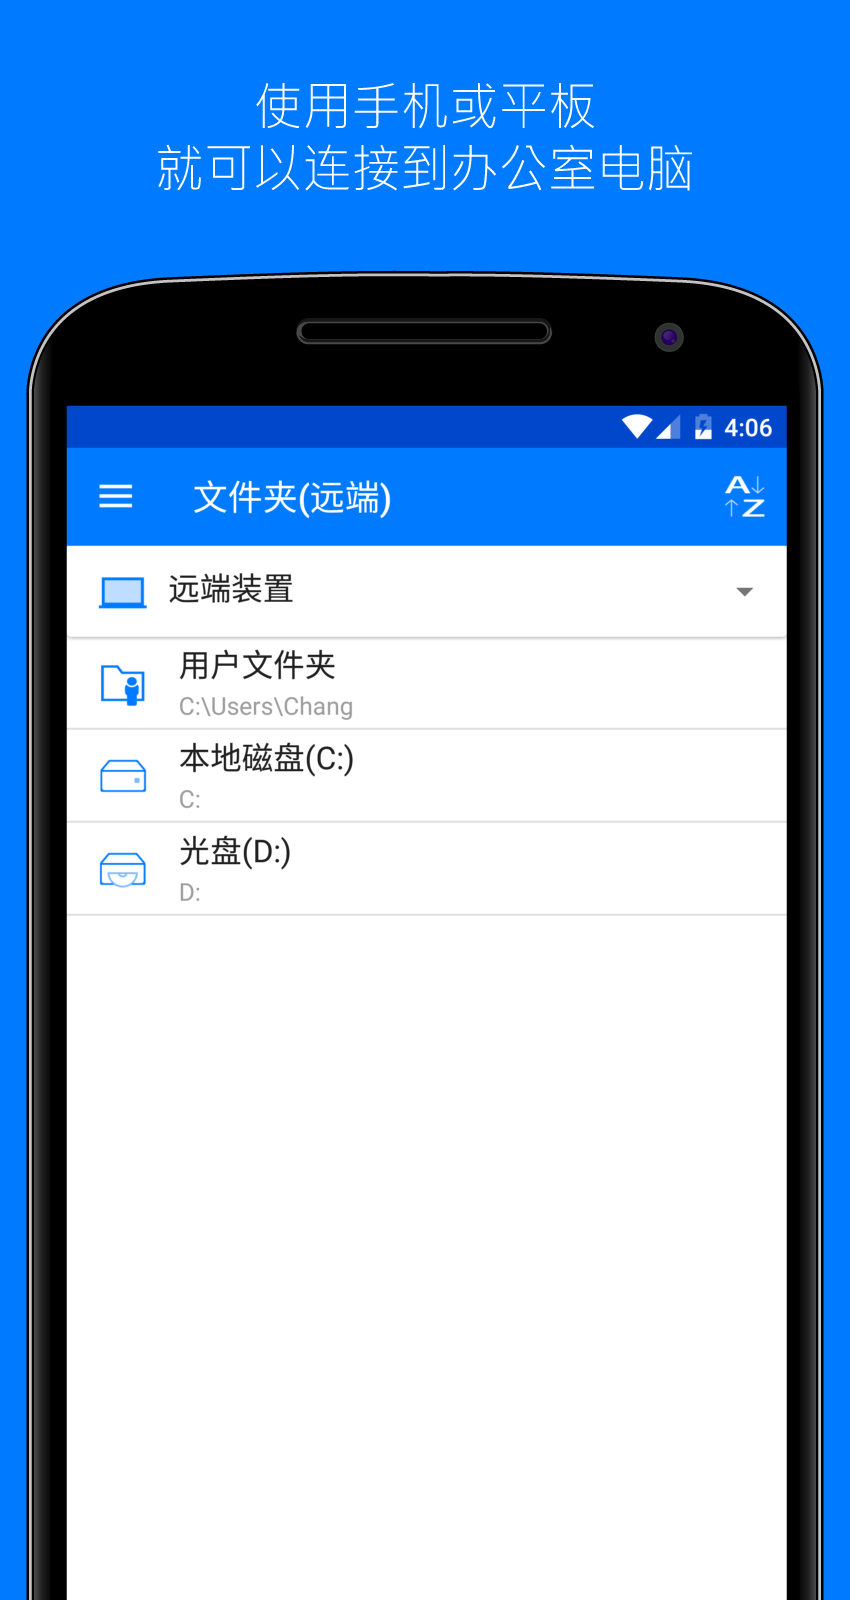 使用手机或平板
就可以连接到办公室电脑
4:06
文件夹(远端)
A
Z
远端装置
用户文件夹
C:\Users\Chang
本地磁盘(C:)
C:
光盘(D:)
D: